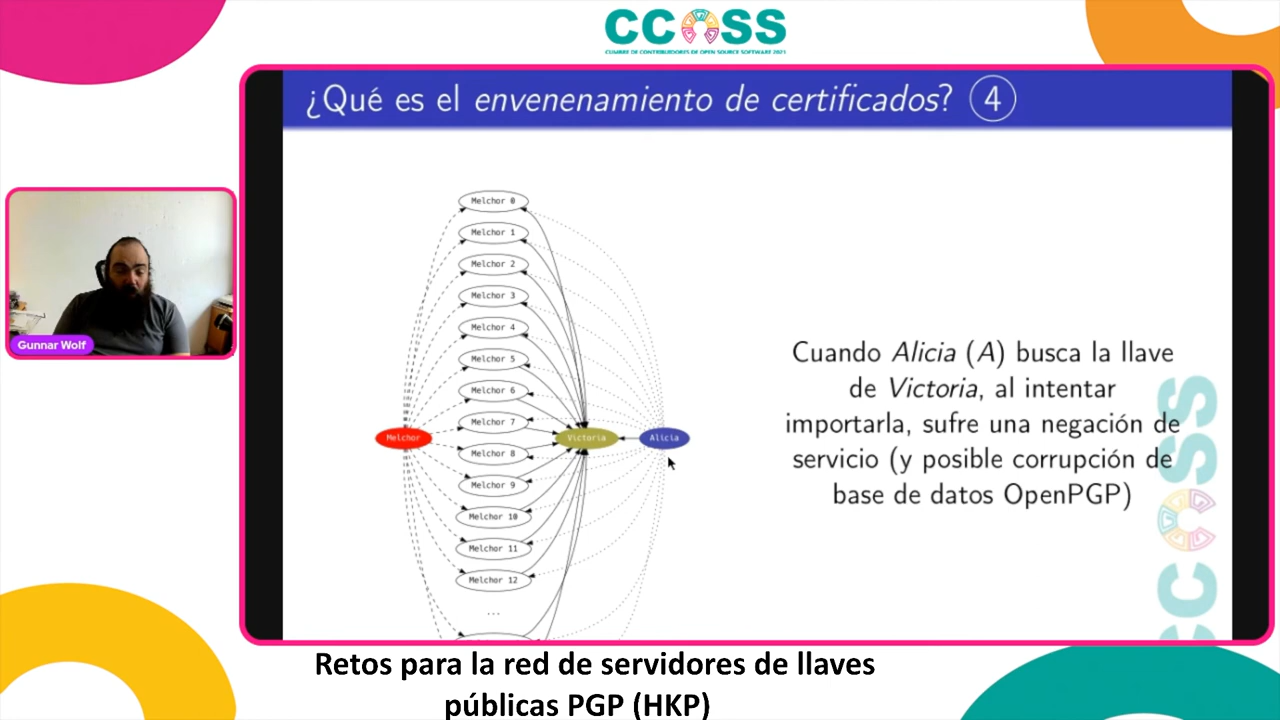 CCOSS
CUMBRE DE CONTRIBUIDORES DE OPEN SOURCE SOFTWARE 2021
¿Qué es el envenenamiento de certificados? 4
Melchor 0
Melchor 1
Melchor 2
Melchor 3
Melchor 4
Melchor 5
Melchor 6
Melchor 7
Melchor 8
Melchor 9
Melchor 10
Melchor 11
Melchor 12
...
Melchor
Victoria
Alicia
Cuando Alicia (A) busca la llave
de Victoria, al intentar
importarla, sufre una negación de
servicio (y posible corrupción de
base de datos OpenPGP)
CCOSS
Gunnar Wolf
Retos para la red de servidores de llaves
públicas PGP (HKP)